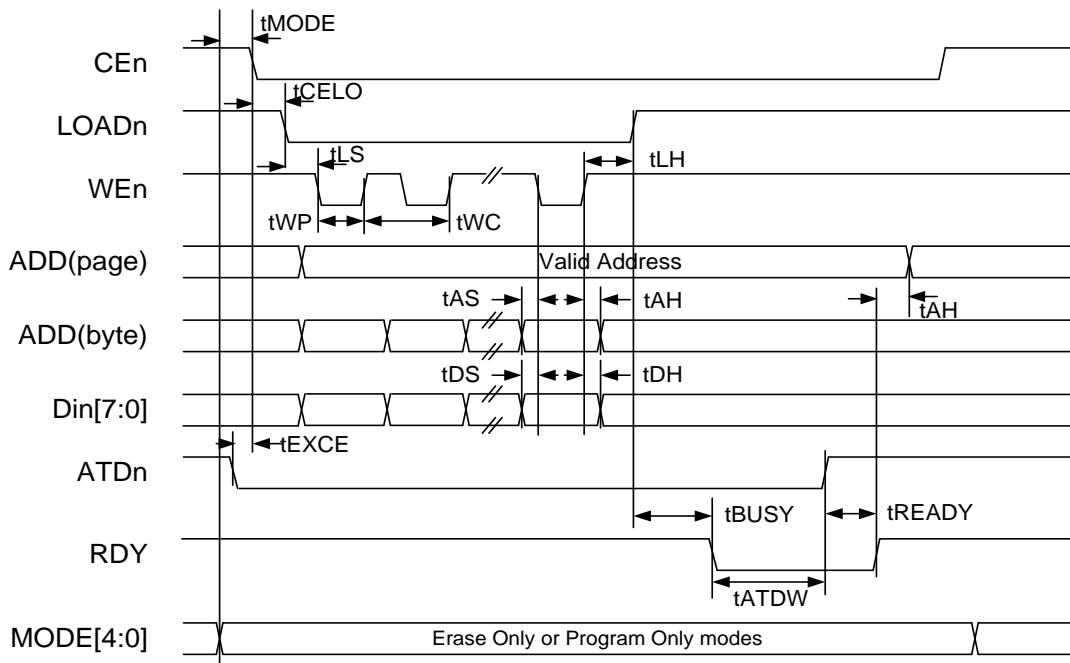 tMODE
CEn
tCELO
LOADn
tLS
tLH
WEn
tWP
tWC
ADD(page)
Valid Address
tAS
tAH
tAH
ADD(byte)
tDS
tDH
Din[7:0]
tEXCE
ATDn
tBUSY
tREADY
RDY
tATDW
MODE[4:0]
Erase Only or Program Only modes